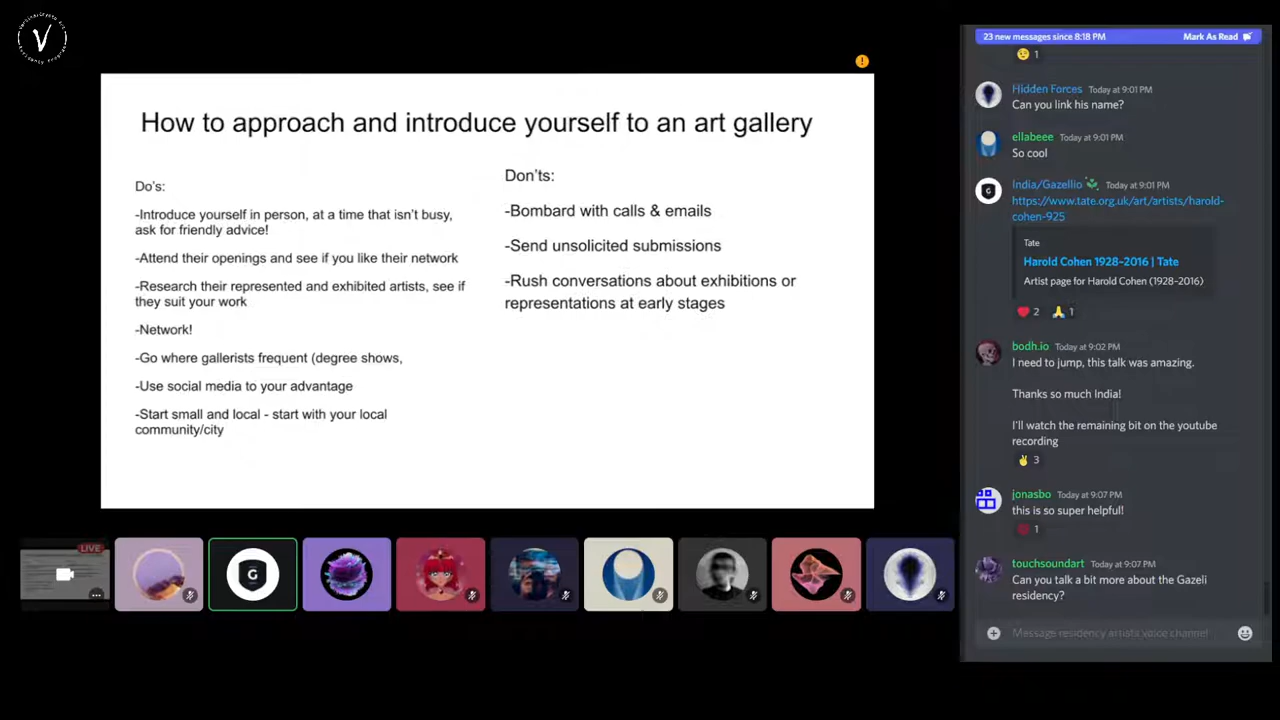 How to approach and introduce yourself to an art gallery
Do's:
-Introduce yourself in person, at a time that isn't busy,
ask for friendly advice!
-Attend their openings and see if you like their network
-Research their represented and exhibited artists, see if
they suit your work
-Network!
-Go where gallerists frequent (degree shows,
-Use social media to your advantage
-Start small and local - start with your local
community/city
Don'ts:
-Bombard with calls & emails
-Send unsolicited submissions
-Rush conversations about exhibitions or
representations at early stages
LIVE
G
23 new messages since 8:18 PM Mark As Read
1
Hidden Forces Today at 9:01 PM
Can you link his name?
ellabeee Today at 9:01 PM
So cool
India/Gazellio Today at 9:01 PM
https://www.tate.org.uk/art/artists/harold-
cohen-925
Tate
Harold Cohen 1928–2016 | Tate
Artist page for Harold Cohen (1928–2016)
2 1
bodh.io Today at 9:02 PM
I need to jump, this talk was amazing.
Thanks so much India!
I'll watch the remaining bit on the youtube
recording
3
jonasbo Today at 9:07 PM
this is so super helpful!
1
touchsoundart Today at 9:07 PM
Can you talk a bit more about the Gazeli
residency?
Message residency artists voice channel